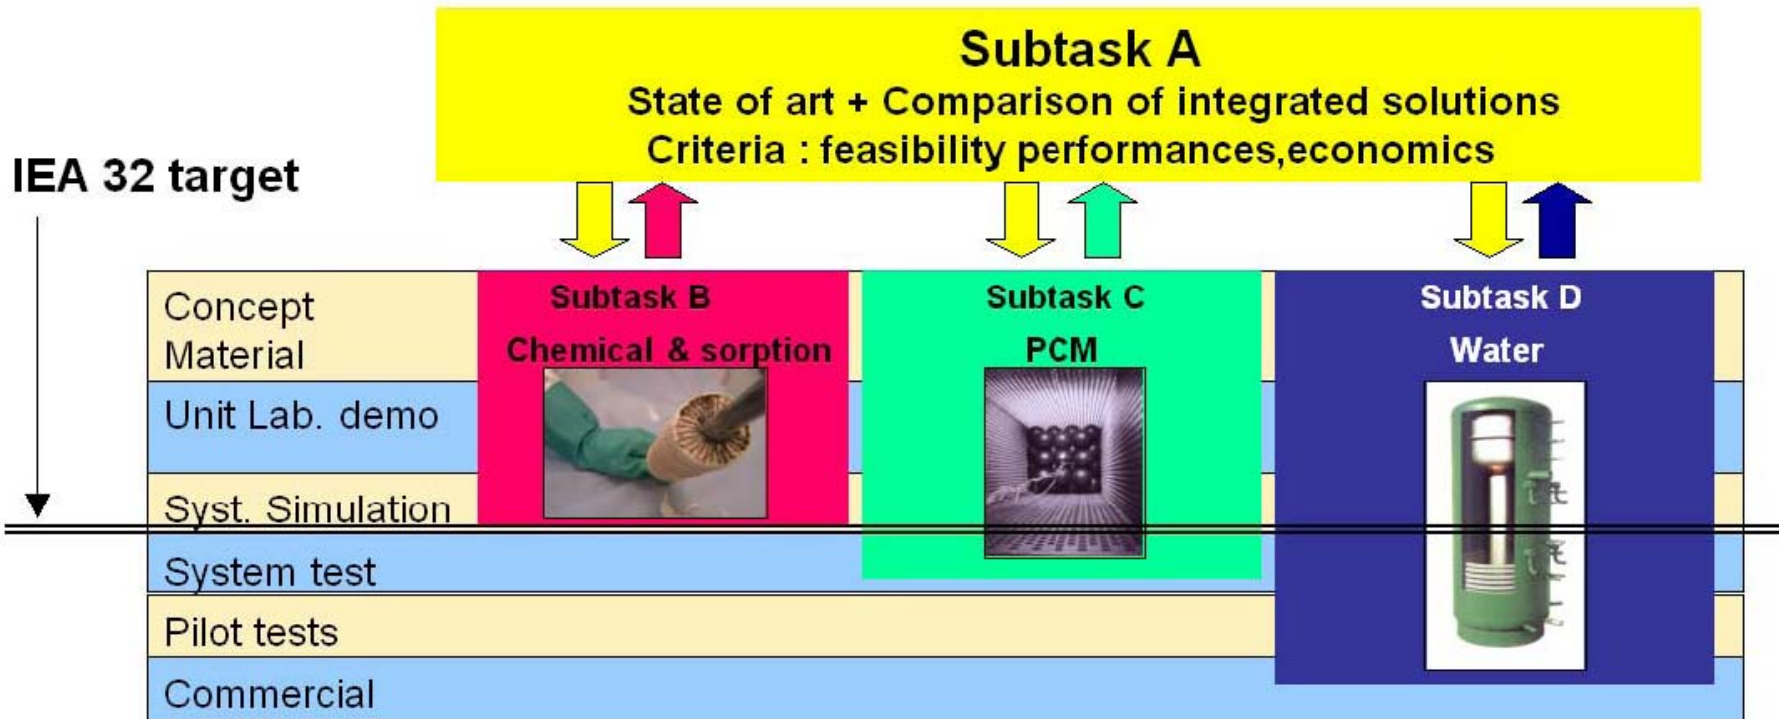 Subtask A
State of art + Comparison of integrated solutions
Criteria : feasibility performances,economics
IEA 32 target
Concept
Material
Unit Lab. demo
Syst. Simulation
System test
Pilot tests
Commercial
Subtask B
Chemical & sorption
Subtask C
PCM
Subtask D
Water